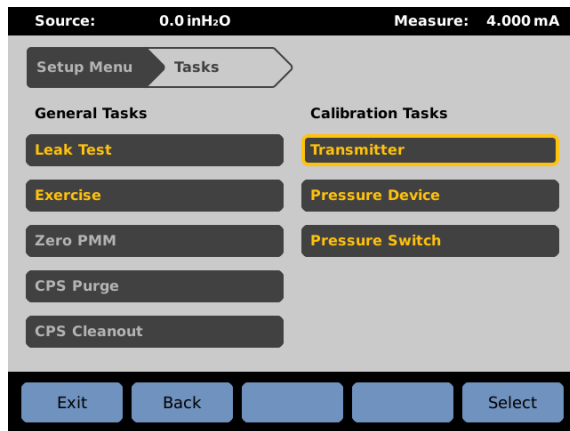 Source: 0.0 inH₂O Measure: 4.000 mA
Setup Menu Tasks
General Tasks
Leak Test
Exercise
Zero PMM
CPS Purge
CPS Cleanout
Calibration Tasks
Transmitter
Pressure Device
Pressure Switch
Exit Back Select